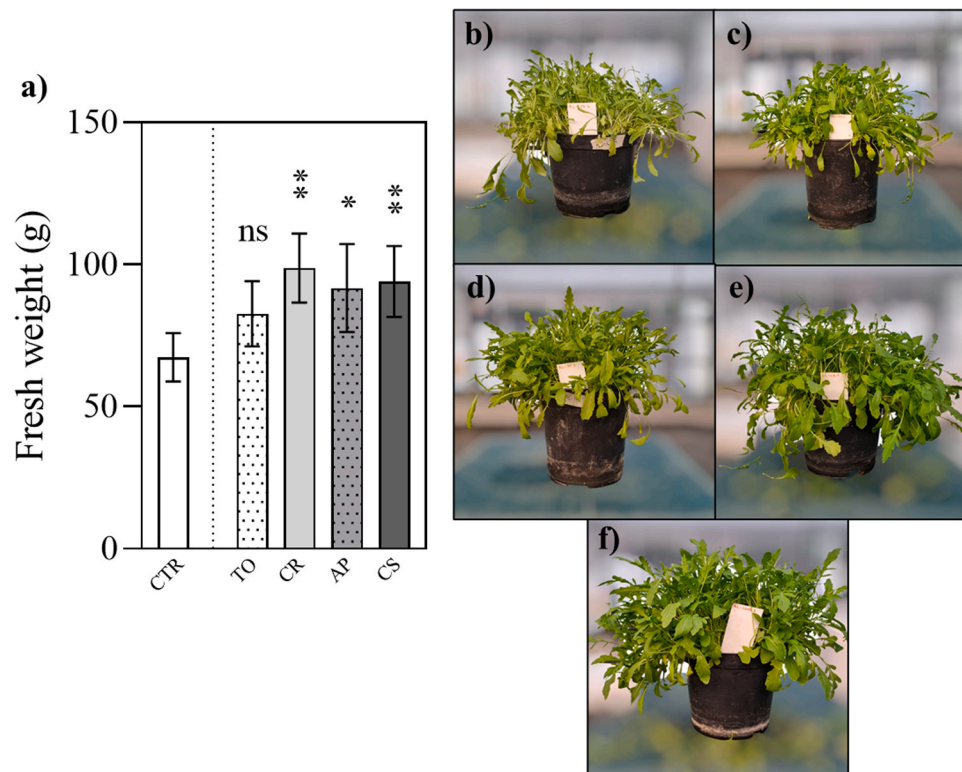 a)
Fresh weight (g)
150
100
50
0
ns
**
*
**
CTR
TO
CR
AP
CS
b)
c)
d)
e)
f)